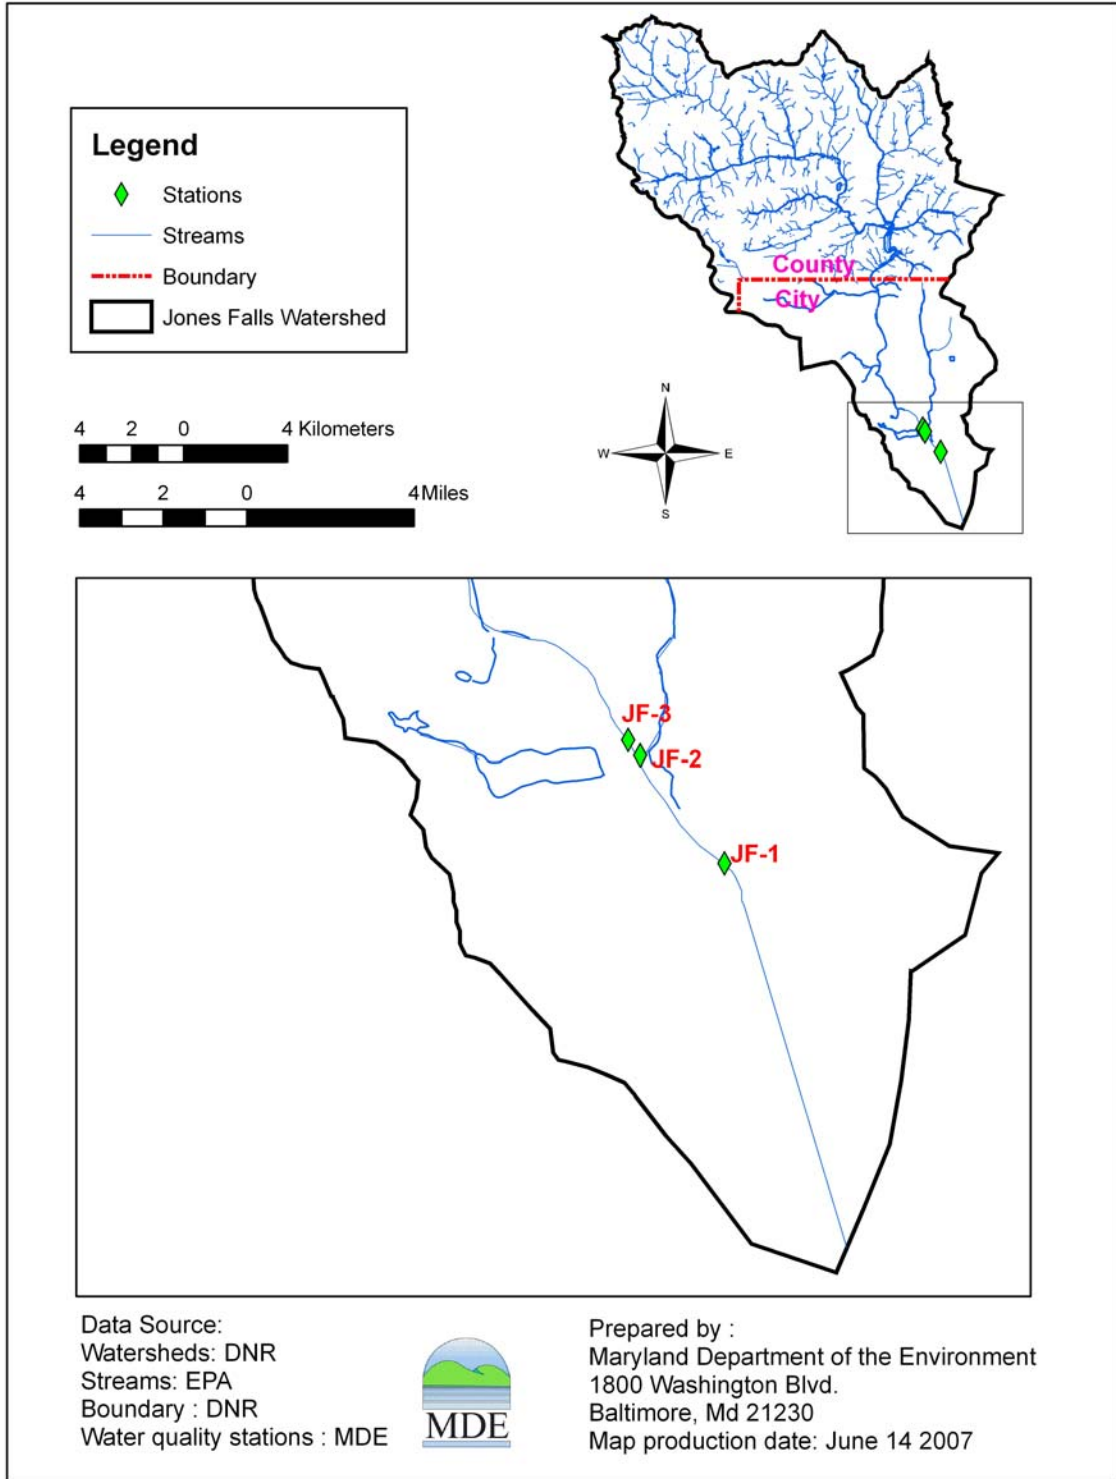 Legend
Stations
Streams
Boundary
Jones Falls Watershed
County
City
4 2 0 4 Kilometers
4 2 0 4 Miles
N
W E
S
JF-3
JF-2
JF-1
Data Source:
Watersheds: DNR
Streams: EPA
Boundary : DNR
Water quality stations : MDE
MDE
Prepared by :
Maryland Department of the Environment
1800 Washington Blvd.
Baltimore, Md 21230
Map production date: June 14 2007